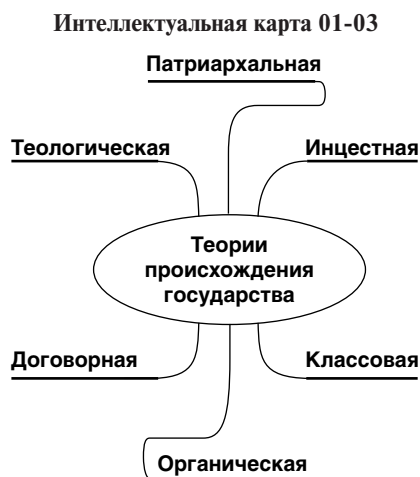 Интеллектуальная карта 01-03
Патриархальная
Теологическая
Инцестная
Теории
происхождения
государства
Договорная
Классовая
Органическая